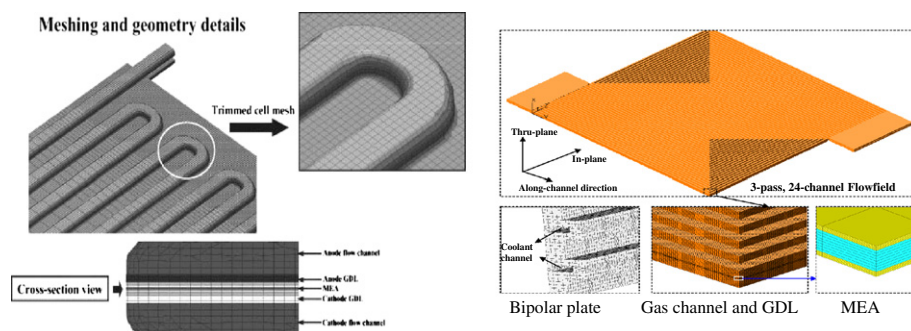 Meshing and geometry details
Trimmed cell mesh
Anode flow channel
Anode GDL
MEA
Cathode GDL
Cathode flow channel
Cross-section view
Thru-plane
In-plane
Along-channel direction
3-pass, 24-channel Flowfield
Coolant
channel
Bipolar plate
Gas channel and GDL
MEA